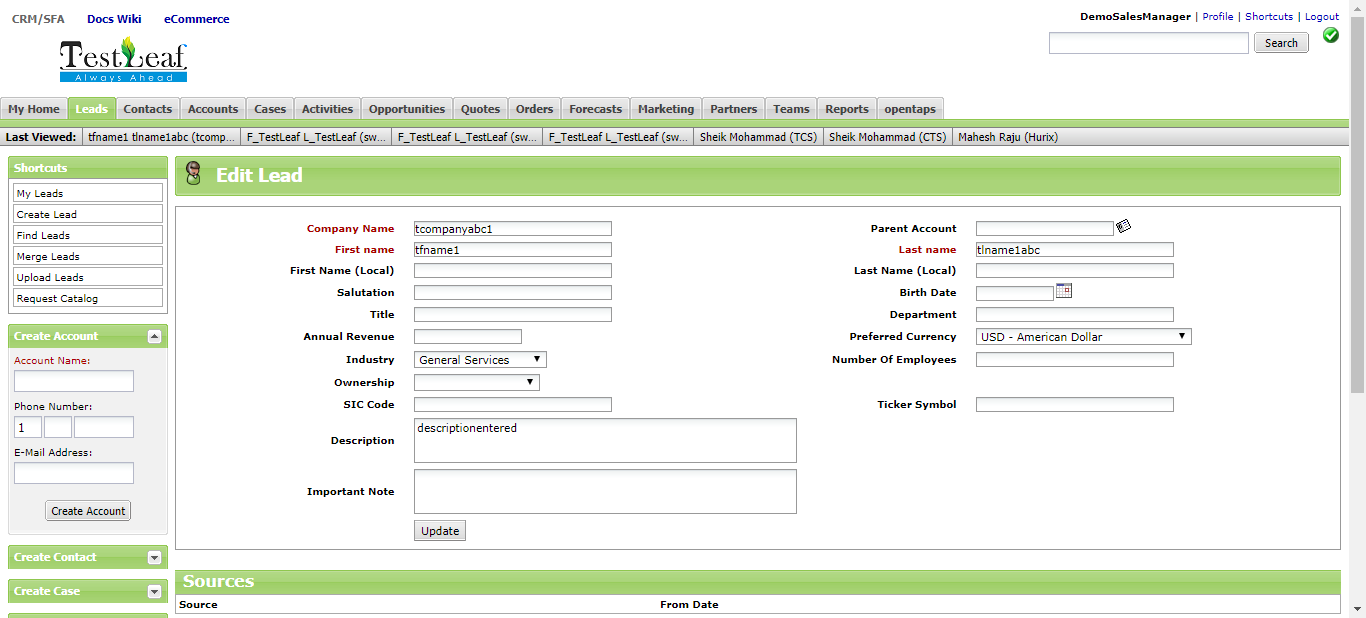 CRM/SFA Docs Wiki eCommerce
DemoSalesManager | Profile | Shortcuts | Logout
TestLeaf
Always Ahead
Search
My Home Leads Contacts Accounts Cases Activities Opportunities Quotes Orders Forecasts Marketing Partners Teams Reports opentaps
Last Viewed: tfname1 tlname1abc (tcomp... F_TestLeaf L_TestLeaf (sw... F_TestLeaf L_TestLeaf (sw... F_TestLeaf L_TestLeaf (sw... Sheik Mohammad (TCS) Sheik Mohammad (CTS) Mahesh Raju (Hurix)
Shortcuts
My Leads
Create Lead
Find Leads
Merge Leads
Upload Leads
Request Catalog
Create Account
Account Name:
Phone Number:
1
E-Mail Address:
Create Account
Create Contact
Create Case
Edit Lead
Company Name tcompanyabc1 Parent Account
First name tfname1 Last name tlname1abc
First Name (Local) Last Name (Local)
Salutation Birth Date
Title Department
Annual Revenue Preferred Currency USD - American Dollar
Industry General Services Number Of Employees
Ownership
SIC Code Ticker Symbol
Description descriptionentered
Important Note
Update
Sources
Source From Date